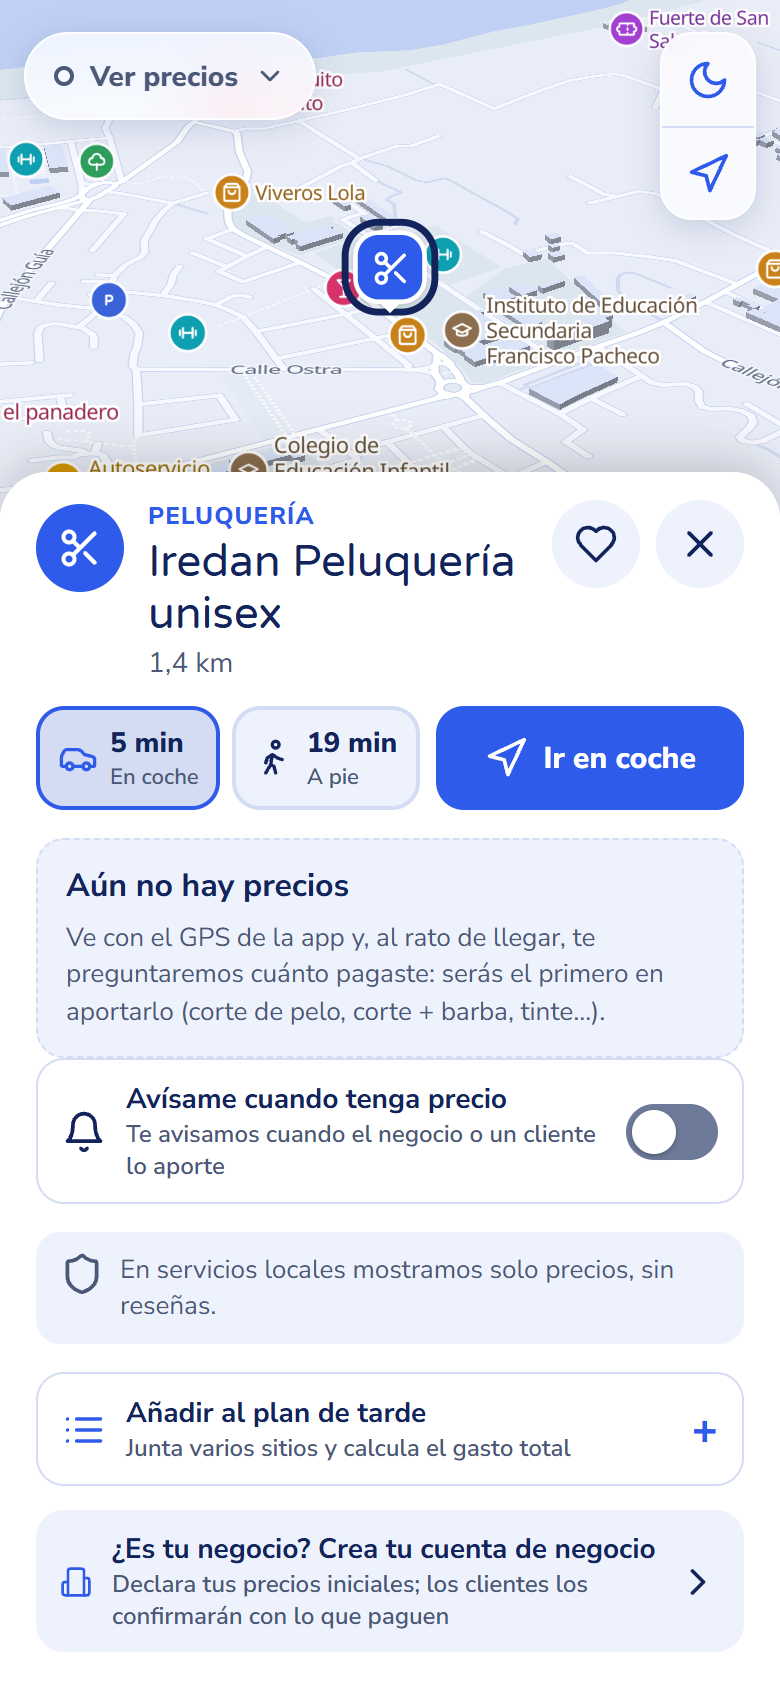 Fuerte de San
Ver precios
Viveros Lola
Callejón Guía
P
Instituto de Educación
Secundaria
Francisco Pacheco
Calle Ostra
el panadero
Colegio de
Autoservicio
Educación Infantil
PELUQUERÍA
Iredan Peluquería
unisex
1,4 km
5 min
En coche
19 min
A pie
Ir en coche
Aún no hay precios
Ve con el GPS de la app y, al rato de llegar, te
preguntaremos cuánto pagaste: serás el primero en
aportarlo (corte de pelo, corte + barba, tinte...).
Avísame cuando tenga precio
Te avisamos cuando el negocio o un cliente
lo aporte
En servicios locales mostramos solo precios, sin
reseñas.
Añadir al plan de tarde
Junta varios sitios y calcula el gasto total
+
¿Es tu negocio? Crea tu cuenta de negocio
Declara tus precios iniciales; los clientes los
confirmarán con lo que paguen